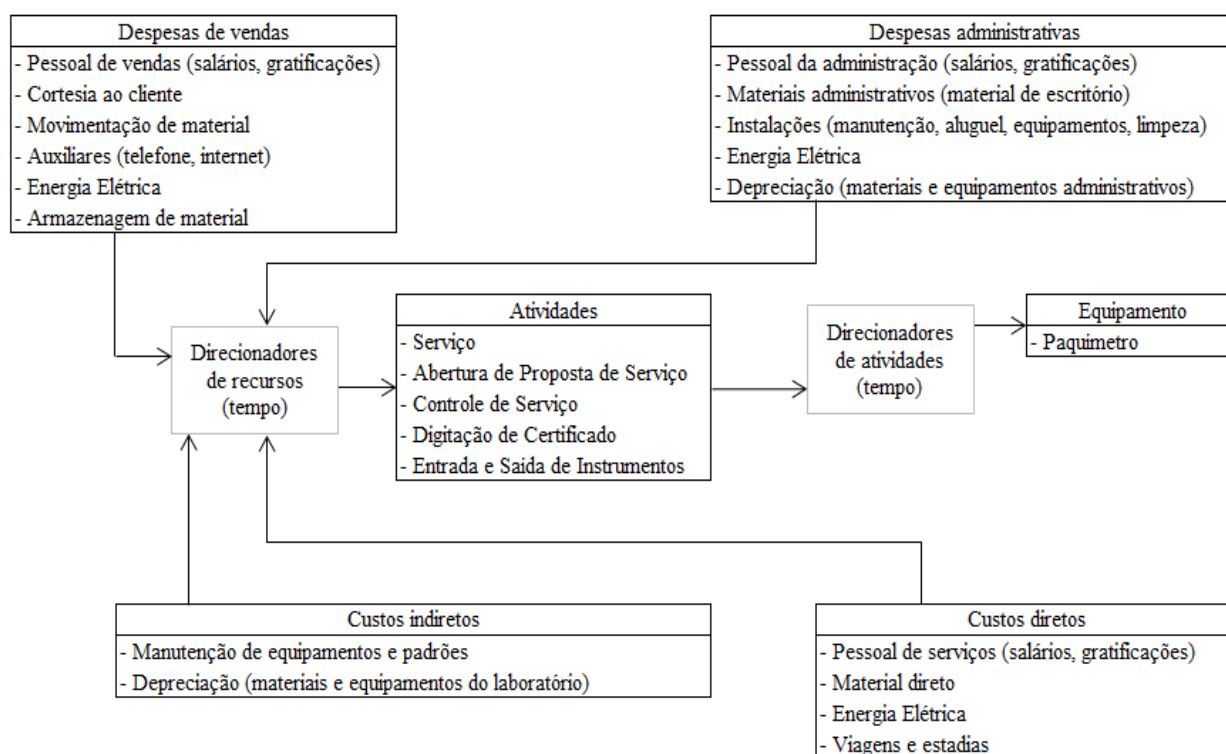 Despesas de vendas
- Pessoal de vendas (salários, gratificações)
- Cortesia ao cliente
- Movimentação de material
- Auxiliares (telefone, internet)
- Energia Elétrica
- Armazenagem de material
Despesas administrativas
- Pessoal da administração (salários, gratificações)
- Materiais administrativos (material de escritório)
- Instalações (manutenção, aluguel, equipamentos, limpeza)
- Energia Elétrica
- Depreciação (materiais e equipamentos administrativos)
Direcionadores
de recursos
(tempo)
Atividades
- Serviço
- Abertura de Proposta de Serviço
- Controle de Serviço
- Digitação de Certificado
- Entrada e Saída de Instrumentos
Direcionadores
de atividades
(tempo)
Equipamento
- Paquimetro
Custos indiretos
- Manutenção de equipamentos e padrões
- Depreciação (materiais e equipamentos do laboratório)
Custos diretos
- Pessoal de serviços (salários, gratificações)
- Material direto
- Energia Elétrica
- Viagens e estadias